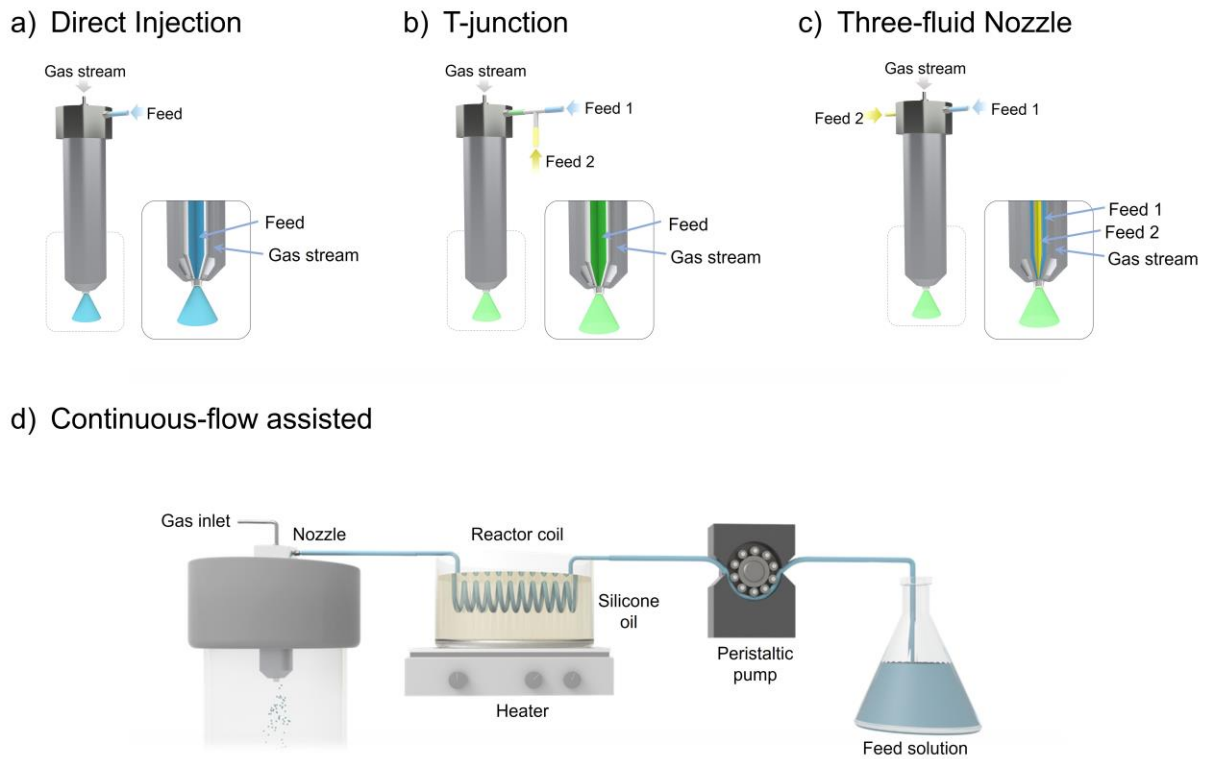 a) Direct Injection
Gas stream
Feed
Feed
Gas stream
b) T-junction
Gas stream
Feed 1
Feed 2
Feed
Gas stream
c) Three-fluid Nozzle
Gas stream
Feed 2
Feed 1
Feed 1
Feed 2
Gas stream
d) Continuous-flow assisted
Gas inlet
Nozzle
Reactor coil
Silicone
oil
Heater
Peristaltic
pump
Feed solution